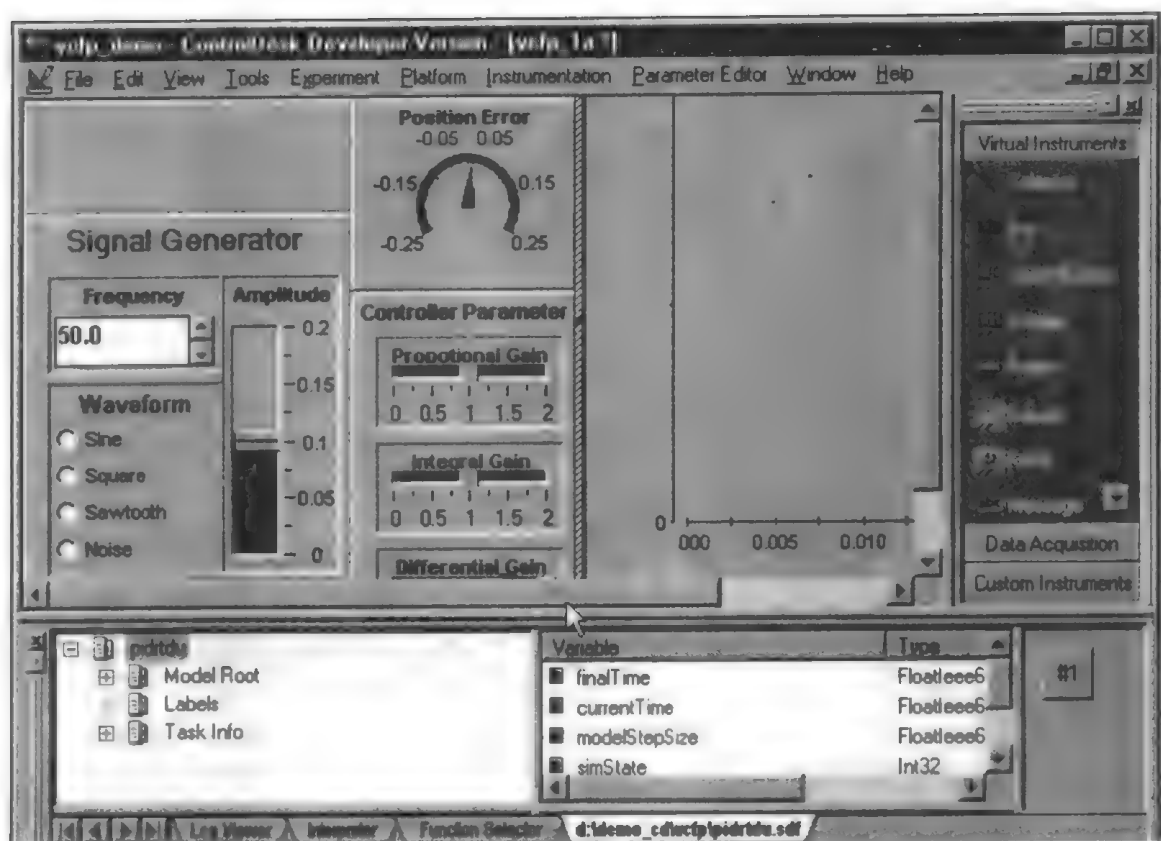 Developer Version
File Edit View Tools Experiment Platform Instrumentation Parameter Editor Window Help
Position Error
-0.05 0.05
-0.15 0.15
-0.25 0.25
Signal Generator
Frequency
50.0
Waveform
Sine
Square
Sawtooth
Noise
Amplitude
0.2
0.15
0.1
0.05
0
Controller Parameter
Propotional Gain
0 0.5 1 1.5 2
Integral Gain
0 0.5 1 1.5 2
Differential Gain
0
000 0.005 0.010
Virtual Instruments
Data Acquisition
Custom Instruments
Model Root
Labels
Task Info
Variable Type
finalTime FloatIeee6
currentTime FloatIeee6
modelStepSize FloatIeee6
simState Int32
#1
Log Viewer Interpreter Function Selector